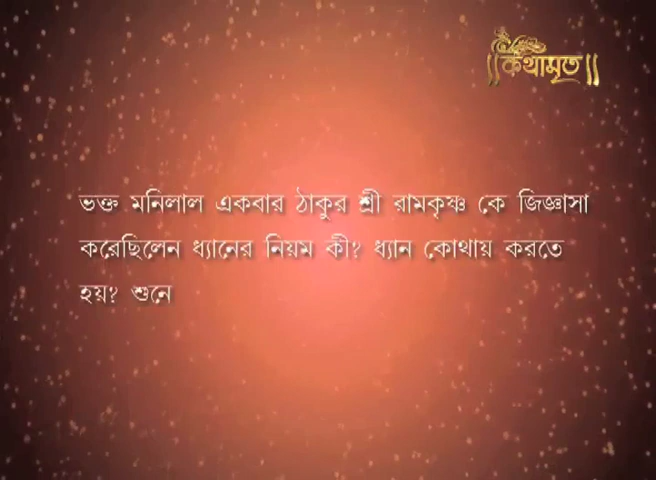 ॥কথামৃত॥
ভক্ত মনিলাল একবার ঠাকুর শ্রী রামকৃষ্ণ কে জিজ্ঞাসা
করেছিলেন ধ্যানের নিয়ম কী? ধ্যান কোথায় করতে
হয়? শুনে